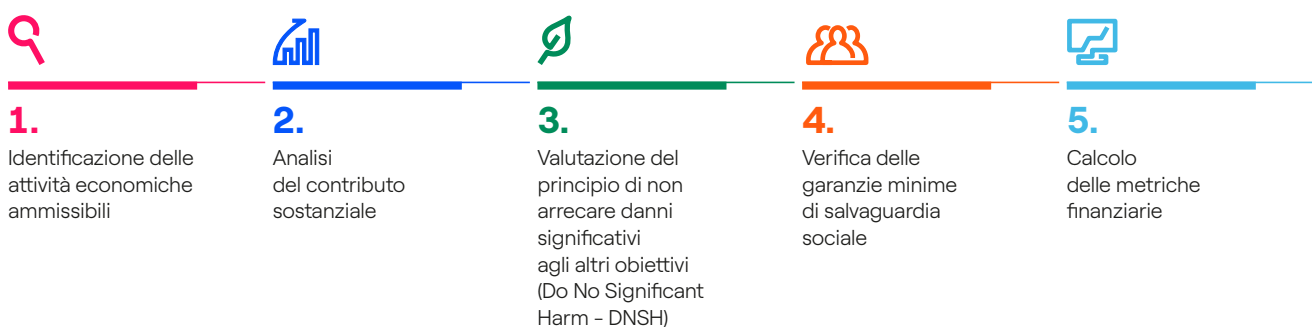 1.
Identificazione delle
attività economiche
ammissibili
2.
Analisi
del contributo
sostanziale
3.
Valutazione del
principio di non
arrecare danni
significativi
agli altri obiettivi
(Do No Significant
Harm - DNSH)
4.
Verifica delle
garanzie minime
di salvaguardia
sociale
5.
Calcolo
delle metriche
finanziarie